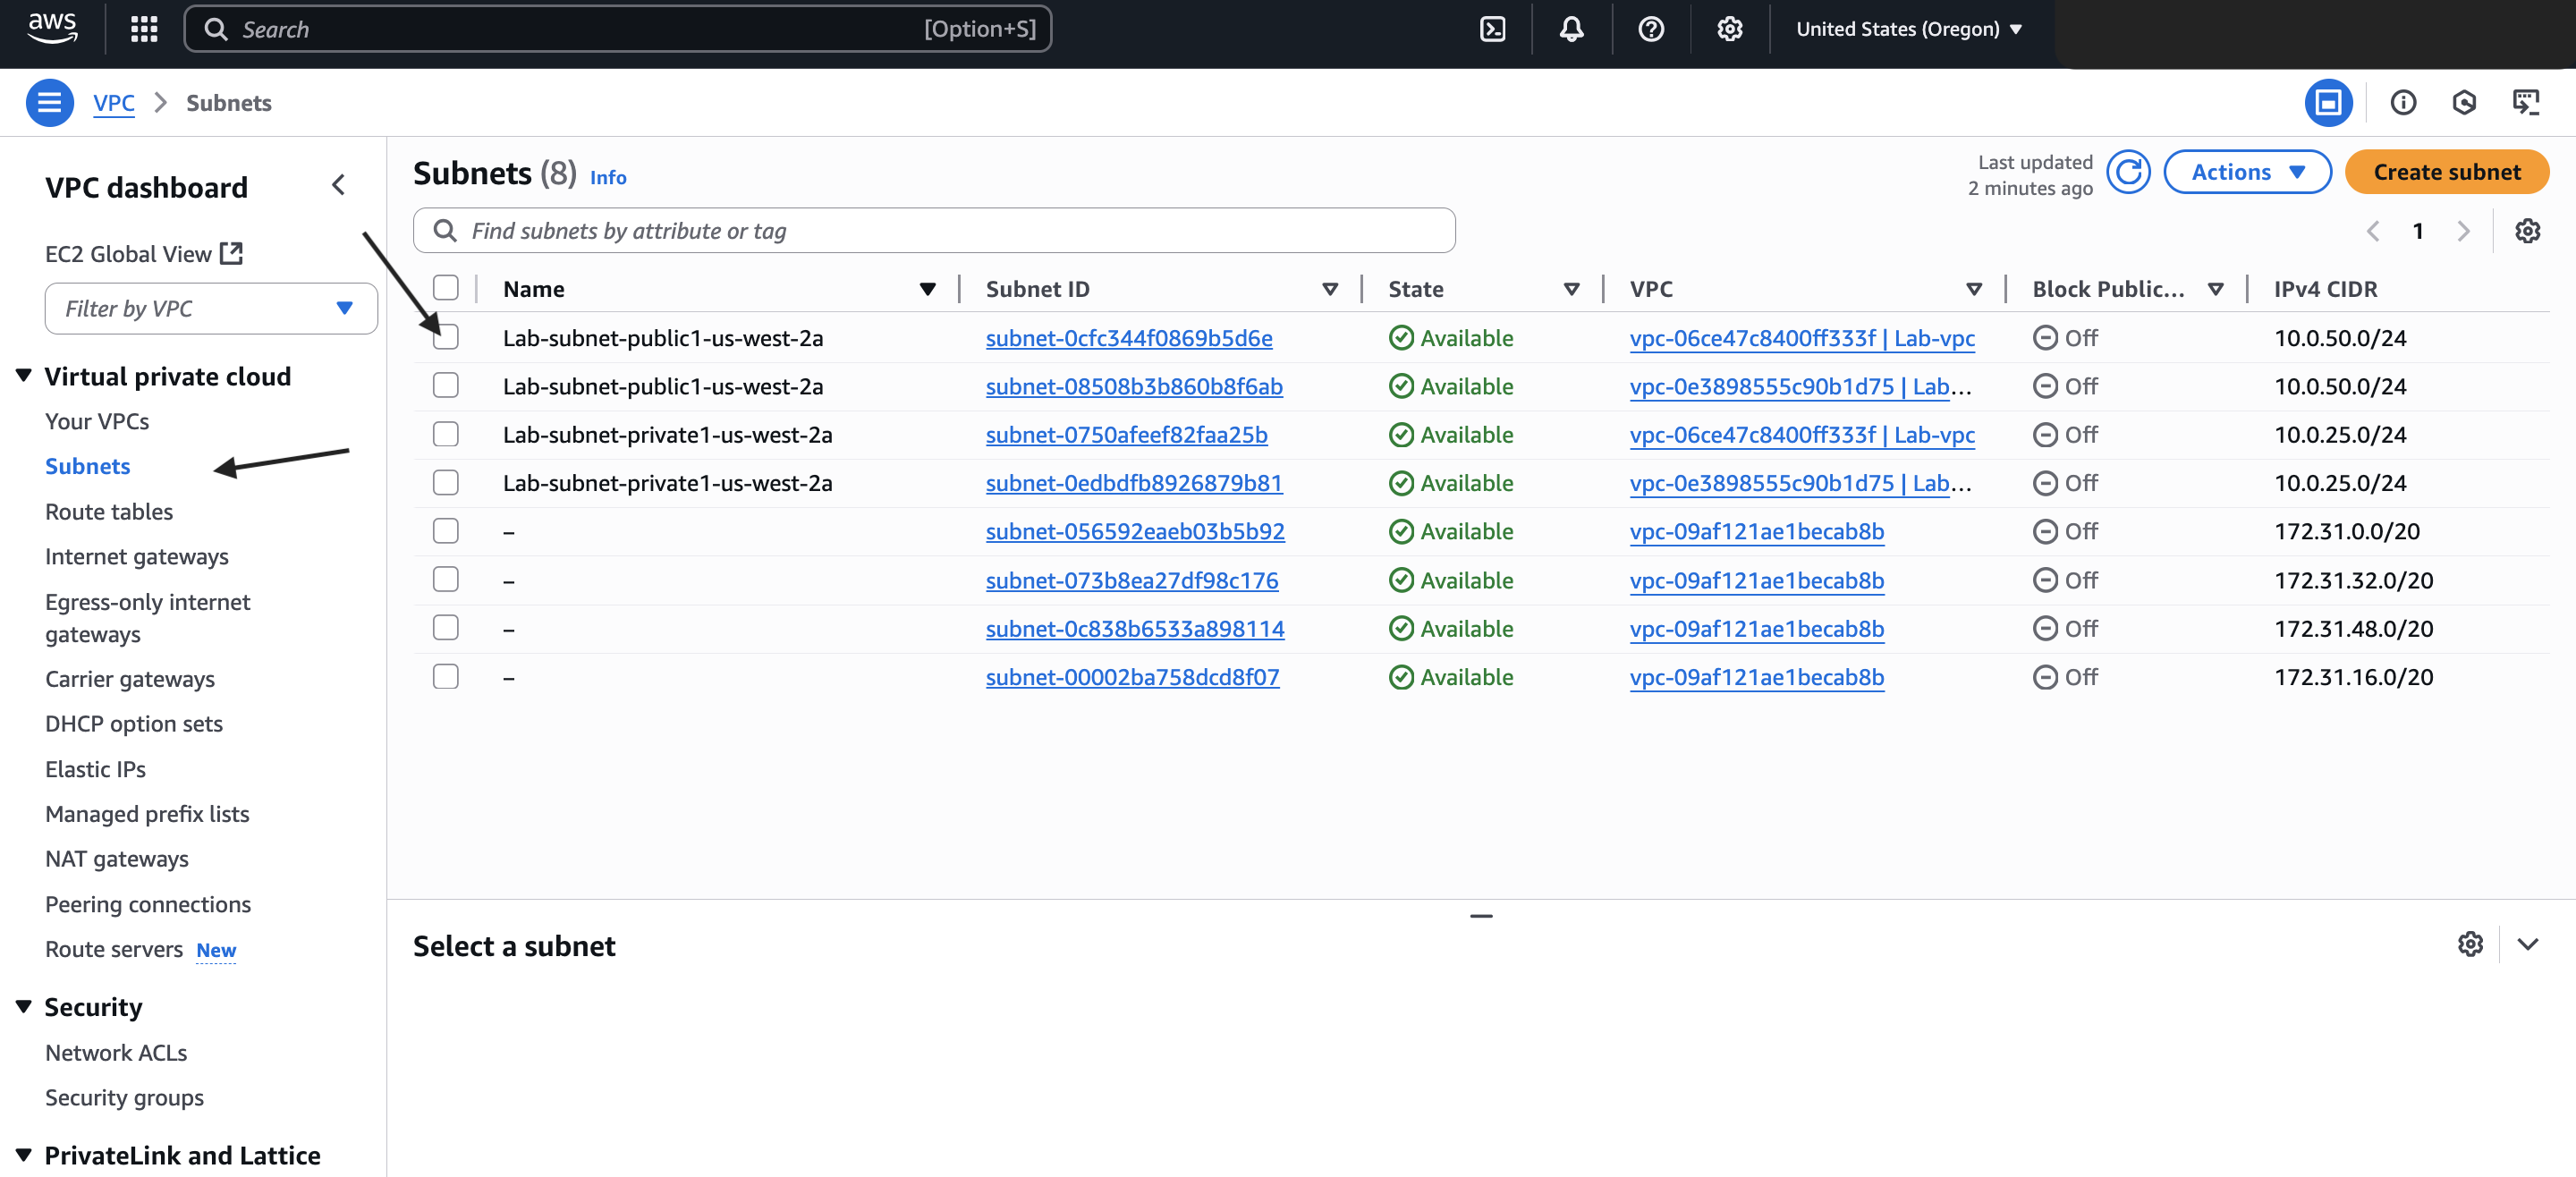 aws
Search [Option+S] United States (Oregon)
VPC Subnets
VPC dashboard
EC2 Global View
Filter by VPC
Virtual private cloud
Your VPCs
Subnets
Route tables
Internet gateways
Egress-only internet
gateways
Carrier gateways
DHCP option sets
Elastic IPs
Managed prefix lists
NAT gateways
Peering connections
Route servers New
Security
Network ACLs
Security groups
PrivateLink and Lattice
Subnets (8) Info
Last updated
2 minutes ago
Actions
Create subnet
Find subnets by attribute or tag
1
Name Subnet ID State VPC Block Public... IPv4 CIDR
Lab-subnet-public1-us-west-2a subnet-0cfc344f0869b5d6e Available vpc-06ce47c8400ff333f | Lab-vpc Off 10.0.50.0/24
Lab-subnet-public1-us-west-2a subnet-08508b3b860b8f6ab Available vpc-0e3898555c90b1d75 | Lab... Off 10.0.50.0/24
Lab-subnet-private1-us-west-2a subnet-0750afeef82faa25b Available vpc-06ce47c8400ff333f | Lab-vpc Off 10.0.25.0/24
Lab-subnet-private1-us-west-2a subnet-0edbdfb8926879b81 Available vpc-0e3898555c90b1d75 | Lab... Off 10.0.25.0/24
– subnet-056592eaeb03b5b92 Available vpc-09af121ae1becab8b Off 172.31.0.0/20
– subnet-073b8ea27df98c176 Available vpc-09af121ae1becab8b Off 172.31.32.0/20
– subnet-0c838b6533a898114 Available vpc-09af121ae1becab8b Off 172.31.48.0/20
– subnet-00002ba758dcd8f07 Available vpc-09af121ae1becab8b Off 172.31.16.0/20
Select a subnet